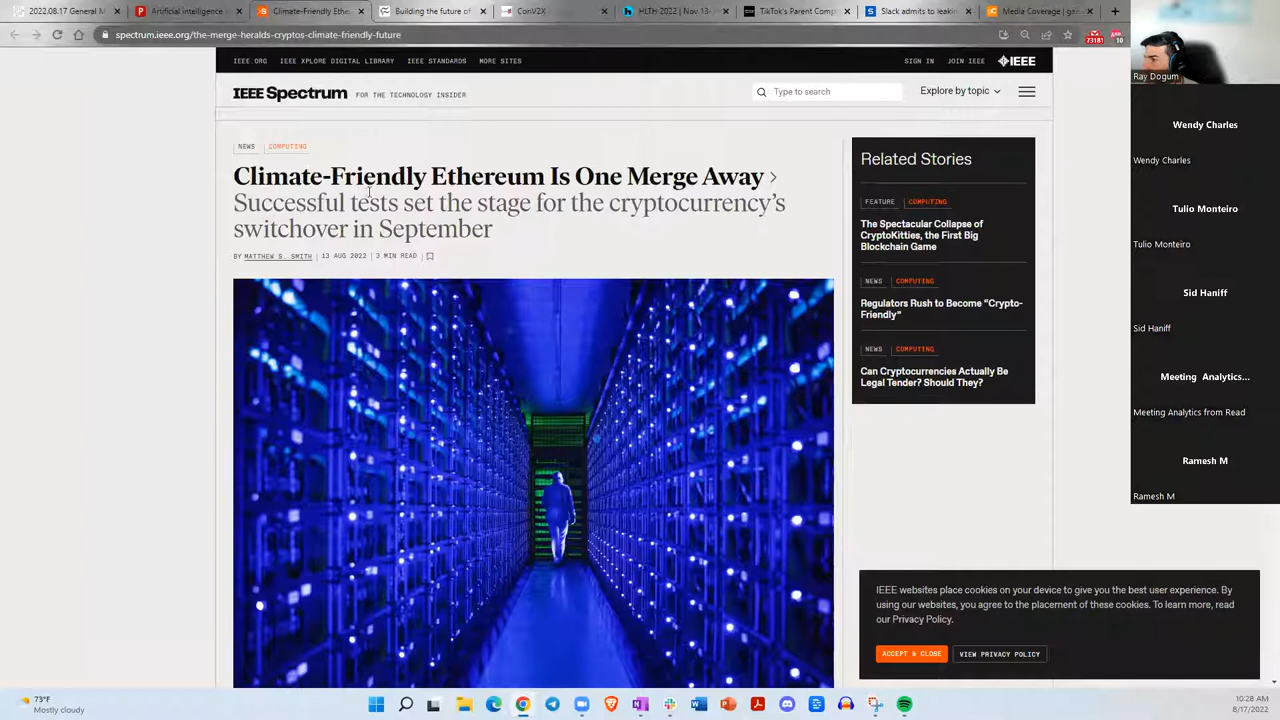 2022.08.17 General M
Artificial intelligence
Climate-Friendly Ether
Building the future of
ConV2X
HLTH 2022 | Nov 13-
TikTok's Parent Comp
Slack admits to leakin
Media Coverage | ga
spectrum.ieee.org/the-merge-heralds-cryptos-climate-friendly-future
73181
10
IEEE.ORG IEEE XPLORE DIGITAL LIBRARY IEEE STANDARDS MORE SITES
SIGN IN JOIN IEEE IEEE
IEEE Spectrum FOR THE TECHNOLOGY INSIDER
Type to search
Explore by topic
NEWS COMPUTING
Climate-Friendly Ethereum Is One Merge Away
Successful tests set the stage for the cryptocurrency's
switchover in September
BY MATTHEW S. SMITH | 13 AUG 2022 | 3 MIN READ |
Related Stories
FEATURE COMPUTING
The Spectacular Collapse of
CryptoKitties, the First Big
Blockchain Game
NEWS COMPUTING
Regulators Rush to Become "Crypto-
Friendly"
NEWS COMPUTING
Can Cryptocurrencies Actually Be
Legal Tender? Should They?
IEEE websites place cookies on your device to give you the best user experience. By
using our websites, you agree to the placement of these cookies. To learn more, read
our Privacy Policy.
ACCEPT & CLOSE
VIEW PRIVACY POLICY
Ray Dogum
Wendy Charles
Wendy Charles
Tulio Monteiro
Tulio Monteiro
Sid Haniff
Sid Haniff
Meeting Analytics...
Meeting Analytics from Read
Ramesh M
Ramesh M
73°F
Mostly cloudy
10:28 AM
8/17/2022